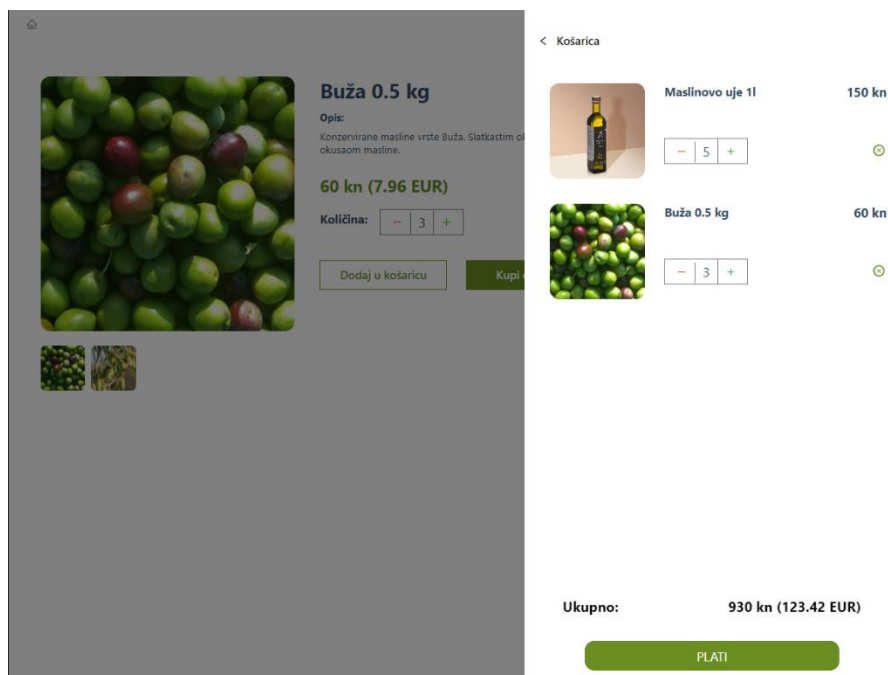 Buža 0.5 kg
Opis:
Konzervirane masline vrste Buža. Slatkastim
okusaom masline.
60 kn (7.96 EUR)
Količina:
− 3 +
Dodaj u košaricu
Kupi
< Košarica
Maslinovo uje 1l
150 kn
− 5 +
Buža 0.5 kg
60 kn
− 3 +
Ukupno:
930 kn (123.42 EUR)
PLATI